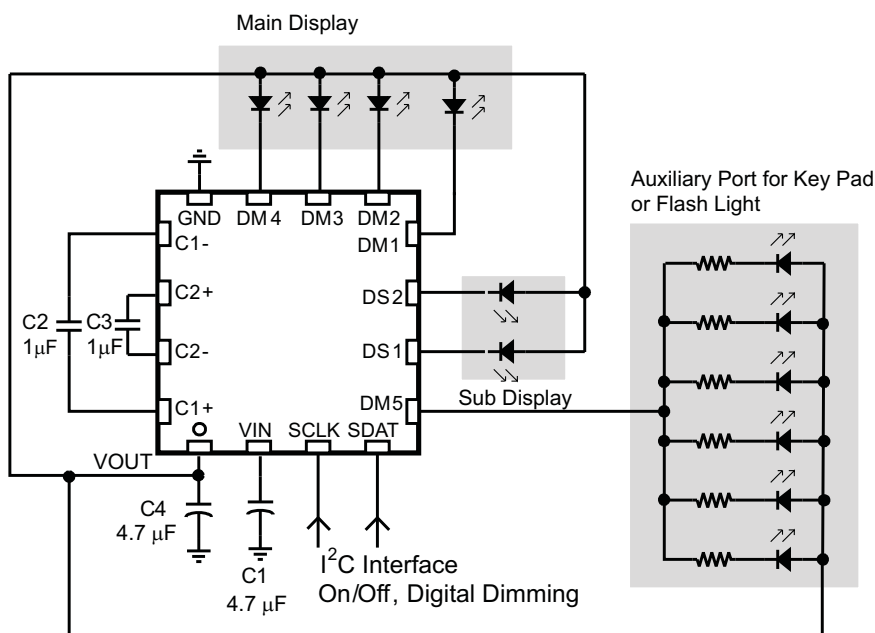 Main Display
Auxiliary Port for Key Pad
or Flash Light
GND
DM4
DM3
DM2
C1-
DM1
C2+
DS2
C2
1µF
C3
1µF
C2-
DS1
C1+
DM5
Sub Display
VIN
SCLK
SDAT
VOUT
C4
4.7 µF
C1
4.7 µF
I²C Interface
On/Off, Digital Dimming